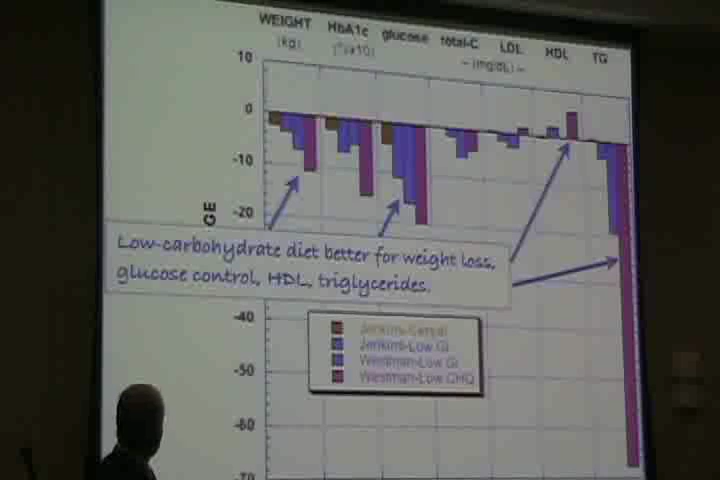 WEIGHT HbA1c glucose total-C LDL HDL TG
(kg) (%x10) – (mg/dL) –
10
0
-10
-20
GE
Low-carbohydrate diet better for weight loss,
glucose control, HDL, triglycerides.
-40
Jenkins-Cereal
Jenkins-Low GI
Westman-Low GI
Westman-Low CHO
-50
-60
-70